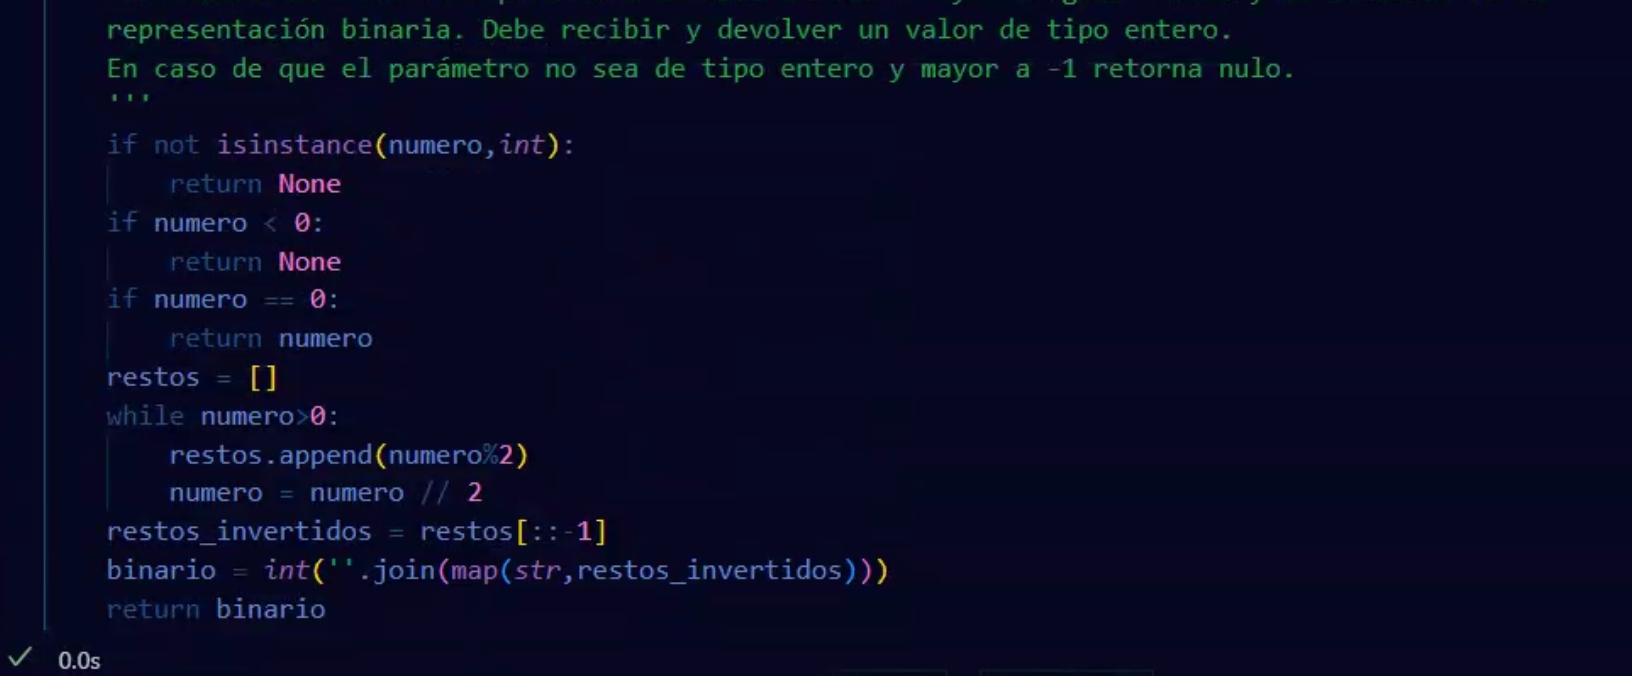 representación binaria. Debe recibir y devolver un valor de tipo entero.
En caso de que el parámetro no sea de tipo entero y mayor a -1 retorna nulo.
'''
if not isinstance(numero,int):
    return None
if numero < 0:
    return None
if numero == 0:
    return numero
restos = []
while numero>0:
    restos.append(numero%2)
    numero = numero // 2
restos_invertidos = restos[::-1]
binario = int(''.join(map(str,restos_invertidos)))
return binario
✓ 0.0s